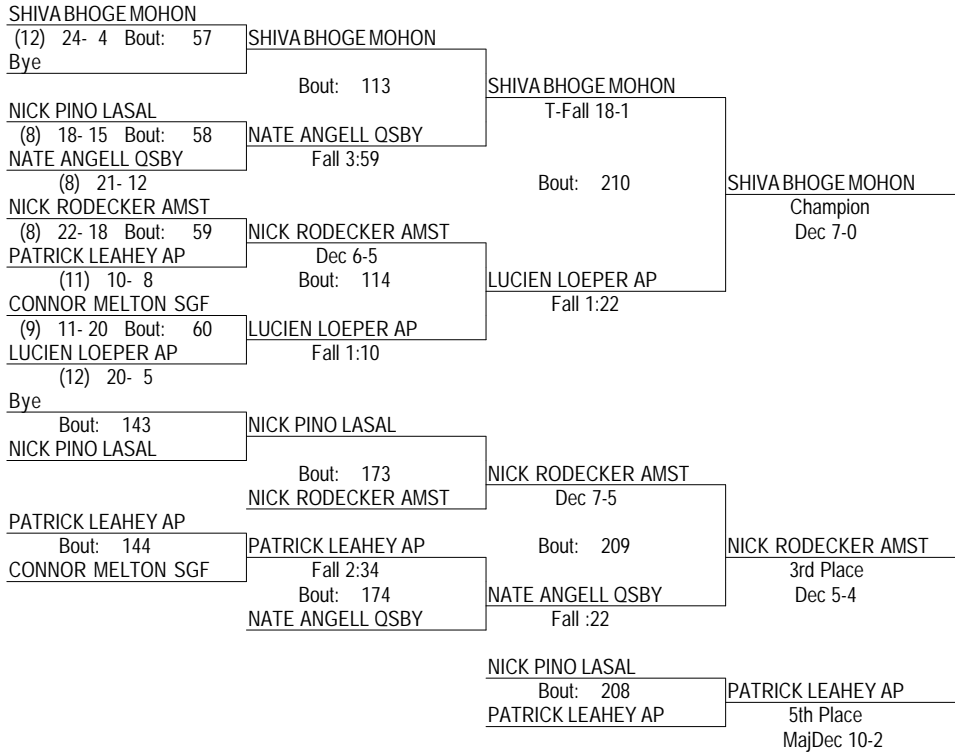 SHIVA BHOGE MOHON
(12) 24- 4 Bout: 57 SHIVA BHOGE MOHON
Bye
Bout: 113 SHIVA BHOGE MOHON
NICK PINO LASAL T-Fall 18-1
(8) 18- 15 Bout: 58 NATE ANGELL QSBY
NATE ANGELL QSBY Fall 3:59
(8) 21- 12 Bout: 210 SHIVA BHOGE MOHON
NICK RODECKER AMST Champion
(8) 22- 18 Bout: 59 NICK RODECKER AMST Dec 7-0
PATRICK LEAHEY AP Dec 6-5
(11) 10- 8 Bout: 114 LUCIEN LOEPER AP
CONNOR MELTON SGF Fall 1:22
(9) 11- 20 Bout: 60 LUCIEN LOEPER AP
LUCIEN LOEPER AP Fall 1:10
(12) 20- 5
Bye
Bout: 143 NICK PINO LASAL
NICK PINO LASAL
Bout: 173 NICK RODECKER AMST
NICK RODECKER AMST Dec 7-5
PATRICK LEAHEY AP
Bout: 144 PATRICK LEAHEY AP Bout: 209 NICK RODECKER AMST
CONNOR MELTON SGF Fall 2:34 3rd Place
Bout: 174 NATE ANGELL QSBY Dec 5-4
NATE ANGELL QSBY Fall :22
NICK PINO LASAL
Bout: 208 PATRICK LEAHEY AP
PATRICK LEAHEY AP 5th Place
MajDec 10-2